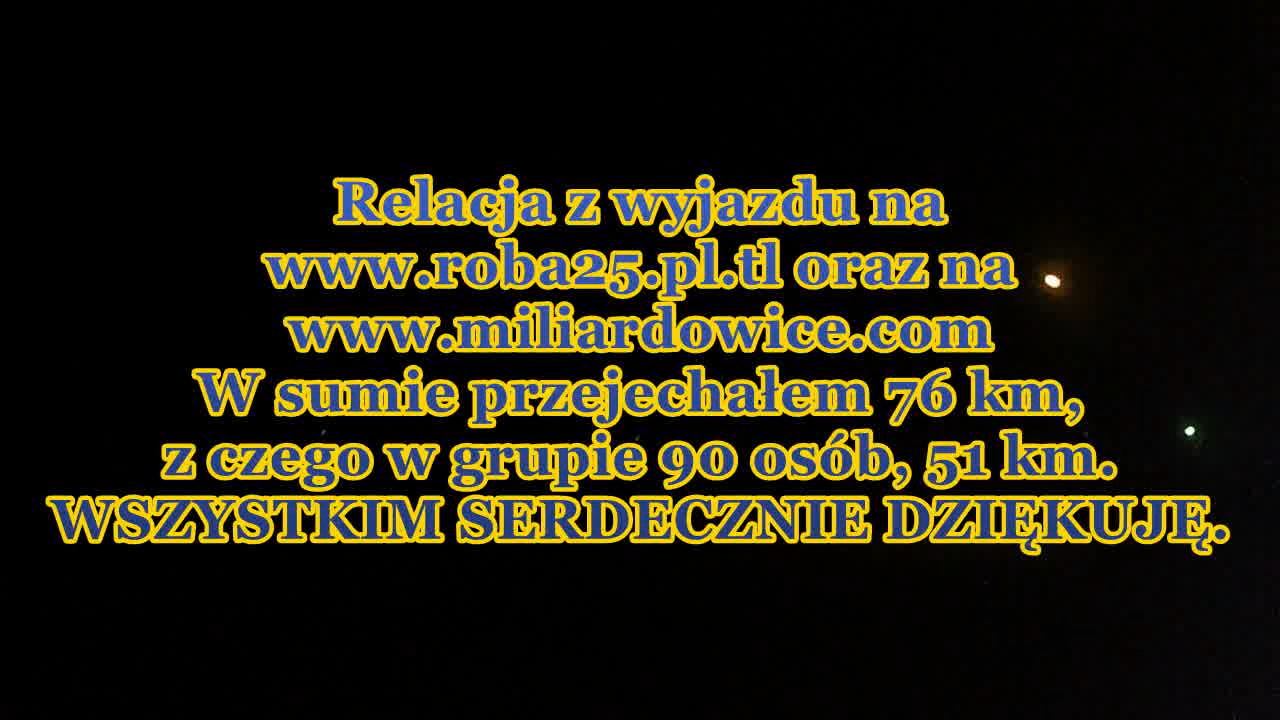 Relacja z wyjazdu na
www.roba25.pl.tl oraz na
www.miliardowice.com
W sumie przejechałem 76 km,
z czego w grupie 90 osób, 51 km.
WSZYSTKIM SERDECZNIE DZIĘKUJĘ.